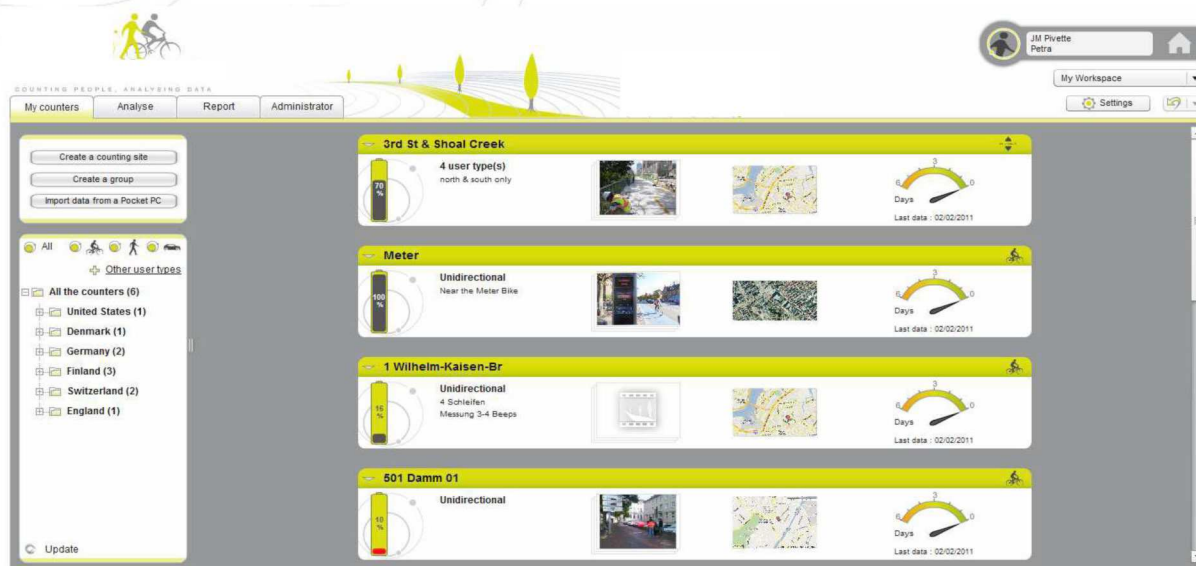 JM Pivette
Petra
COUNTING PEOPLE, ANALYSING DATA
My Workspace
My counters
Analyse
Report
Administrator
Settings
Create a counting site
Create a group
Import data from a Pocket PC
All
Other user types
All the counters (6)
United States (1)
Denmark (1)
Germany (2)
Finland (3)
Switzerland (2)
England (1)
Update
3rd St & Shoal Creek
70
%
4 user type(s)
north & south only
3
6
0
Days
Last data : 02/02/2011
Meter
100
%
Unidirectional
Near the Meter Bike
3
6
0
Days
Last data : 02/02/2011
1 Wilhelm-Kaisen-Br
15
%
Unidirectional
4 Schleifen
Messung 3-4 Beeps
3
6
0
Days
Last data : 02/02/2011
501 Damm 01
10
%
Unidirectional
3
6
0
Days
Last data : 02/02/2011